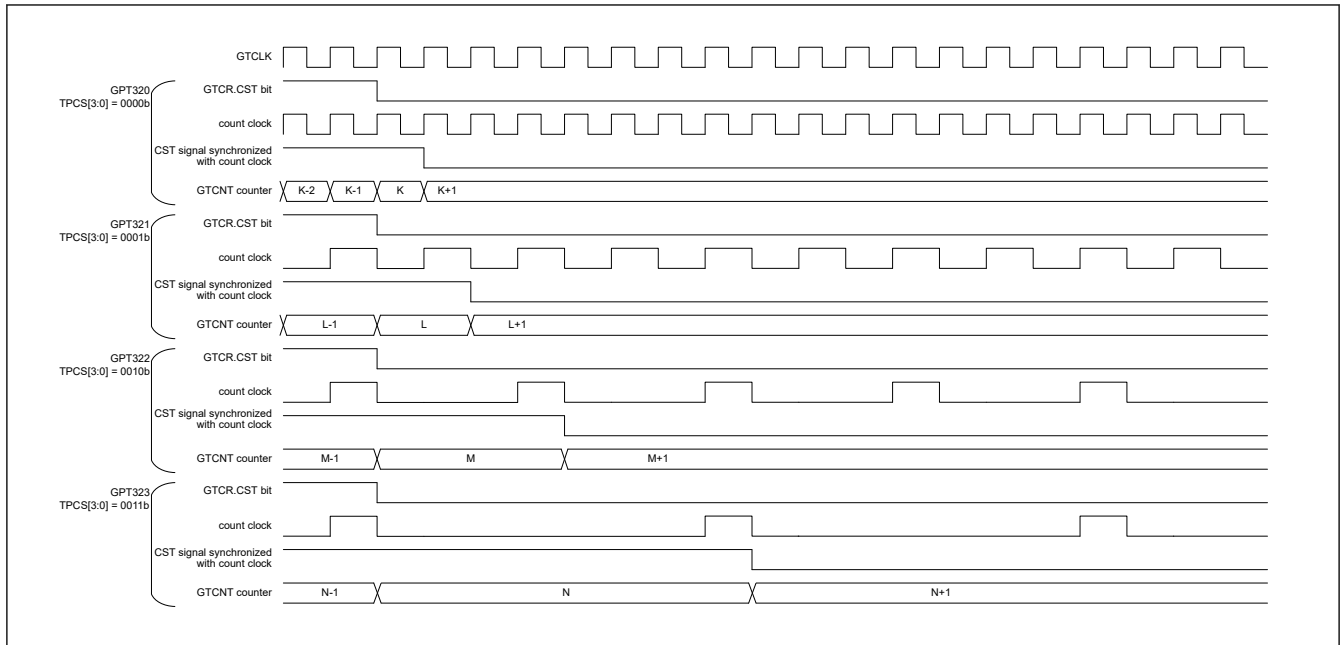 GTCLK
GPT320
TPCS[3:0] = 0000b
GTCR.CST bit
count clock
CST signal synchronized
with count clock
GTCNT counter
K-2 K-1 K K+1
GPT321
TPCS[3:0] = 0001b
GTCR.CST bit
count clock
CST signal synchronized
with count clock
GTCNT counter
L-1 L L+1
GPT322
TPCS[3:0] = 0010b
GTCR.CST bit
count clock
CST signal synchronized
with count clock
GTCNT counter
M-1 M M+1
GPT323
TPCS[3:0] = 0011b
GTCR.CST bit
count clock
CST signal synchronized
with count clock
GTCNT counter
N-1 N N+1